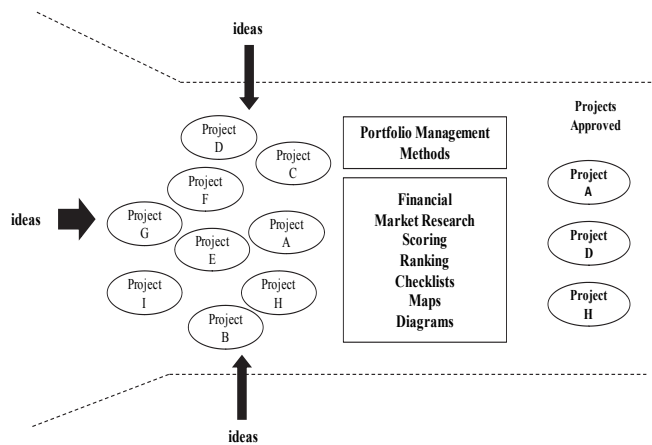 ideas
ideas
Project
D
Project
C
Project
F
Project
G
Project
A
Project
E
Project
I
Project
H
Project
B
ideas
Portfolio Management
Methods
Financial
Market Research
Scoring
Ranking
Checklists
Maps
Diagrams
Projects
Approved
Project
A
Project
D
Project
H